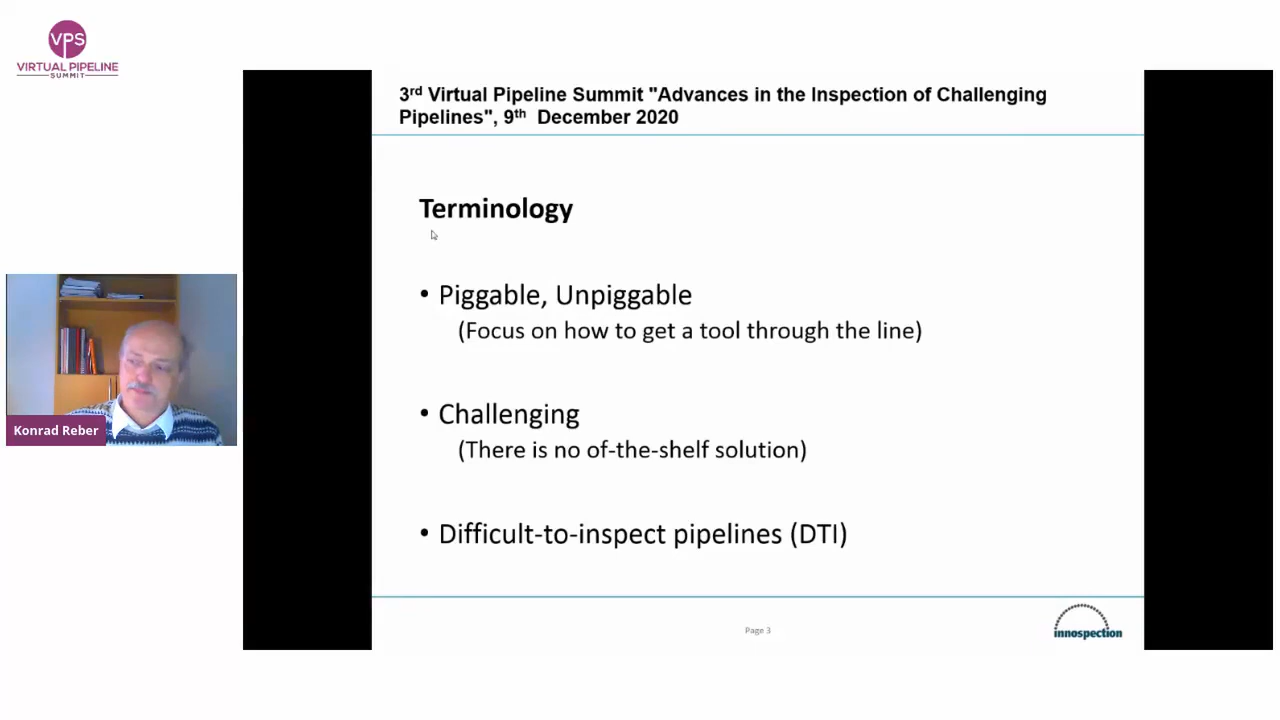 VPS
VIRTUAL PIPELINE
SUMMIT
3rd Virtual Pipeline Summit "Advances in the Inspection of Challenging
Pipelines", 9th December 2020
Terminology
• Piggable, Unpiggable
(Focus on how to get a tool through the line)
• Challenging
(There is no of-the-shelf solution)
• Difficult-to-inspect pipelines (DTI)
Konrad Reber
Page 3
innospection